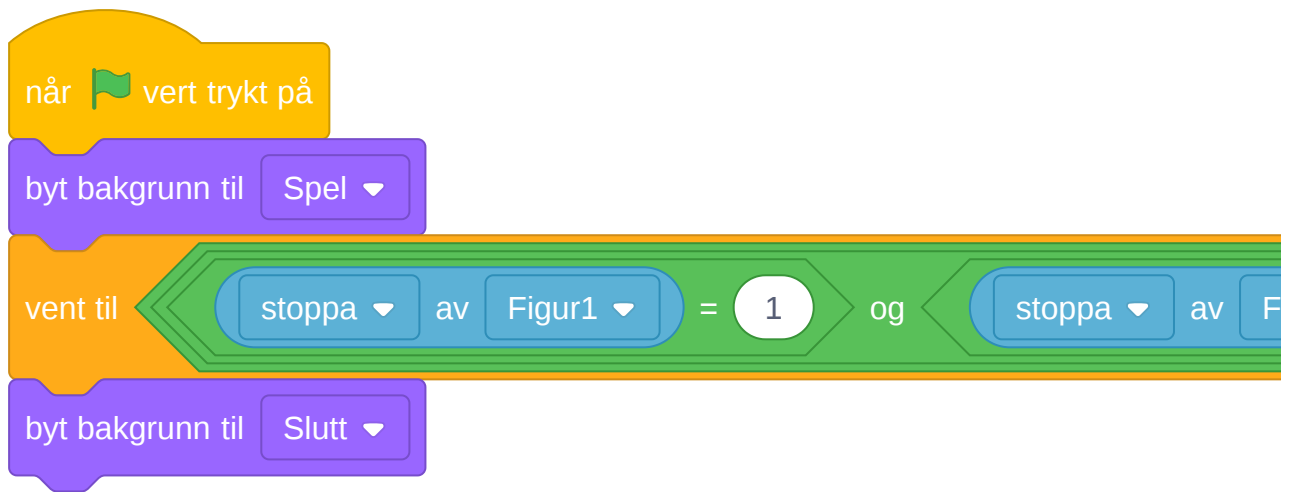 når vert trykt på
byt bakgrunn til Spel
vent til stoppa av Figur1 = 1 og stoppa av F
byt bakgrunn til Slutt